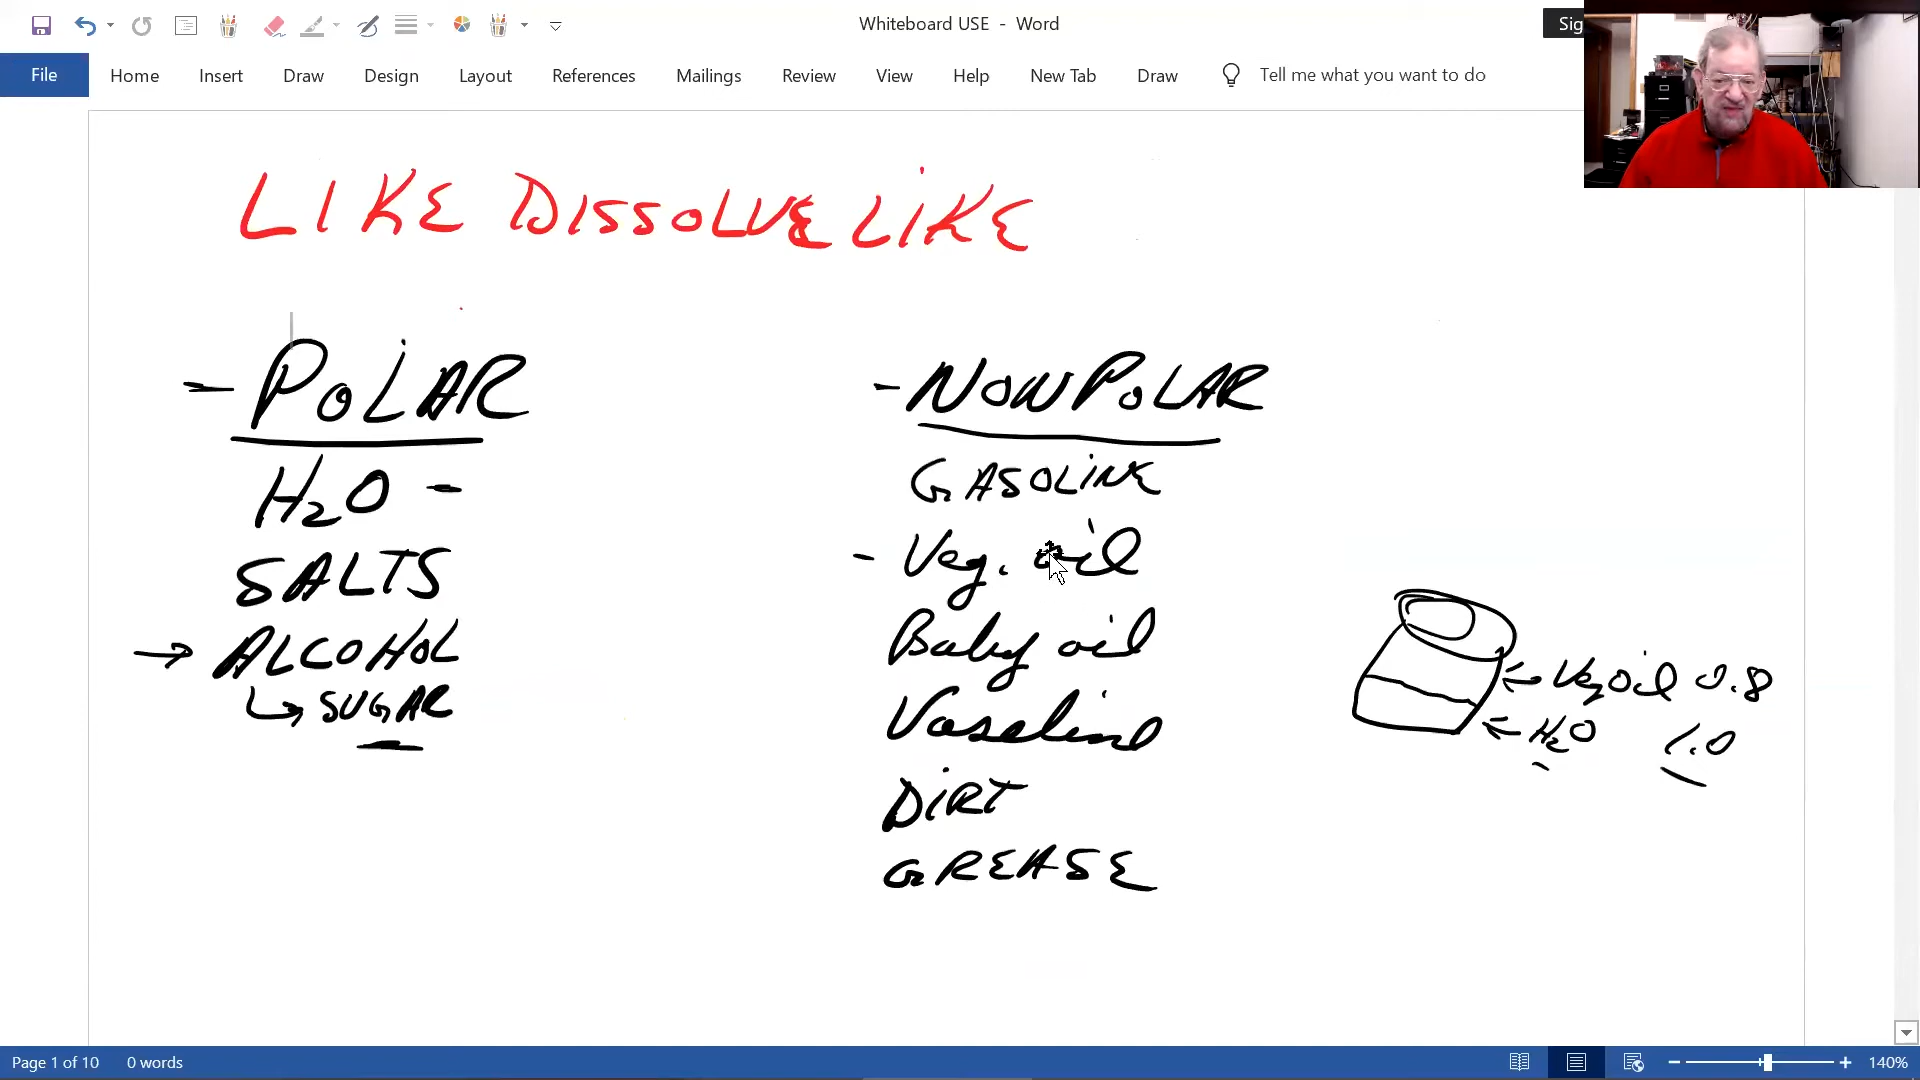 Whiteboard USE - Word
Sig
File Home Insert Draw Design Layout References Mailings Review View Help New Tab Draw Tell me what you want to do
LIKE DISSOLVE LIKE
- POLAR
H2O -
SALTS
→ ALCOHOL
↳ SUGAR
- NONPOLAR
GASOLINE
- Veg. oil
Baby oil
Vaseline
DIRT
GREASE
← Veg oil 0.8
← H2O 1.0
Page 1 of 10 0 words
140%